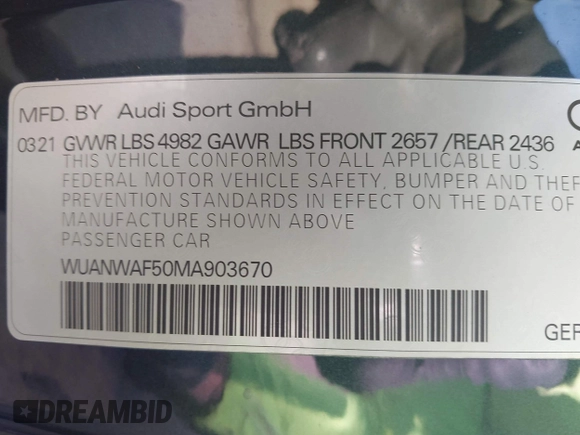 MFD. BY Audi Sport GmbH
0321 GVWR LBS 4982 GAWR LBS FRONT 2657 /REAR 2436
THIS VEHICLE CONFORMS TO ALL APPLICABLE U.S
FEDERAL MOTOR VEHICLE SAFETY, BUMPER AND THEF
PREVENTION STANDARDS IN EFFECT ON THE DATE OF
MANUFACTURE SHOWN ABOVE
PASSENGER CAR
WUANWAF50MA903670
GER
DREAMBID